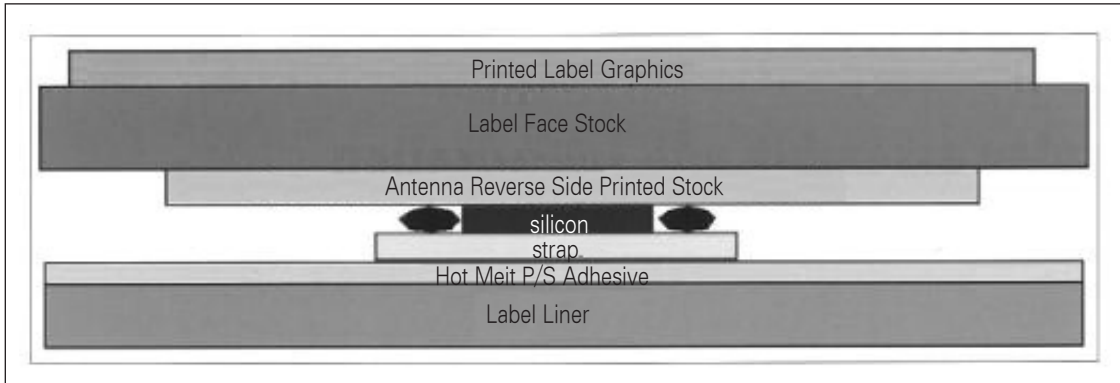 Printed Label Graphics
Label Face Stock
Antenna Reverse Side Printed Stock
silicon
strap
Hot Meit P/S Adhesive
Label Liner